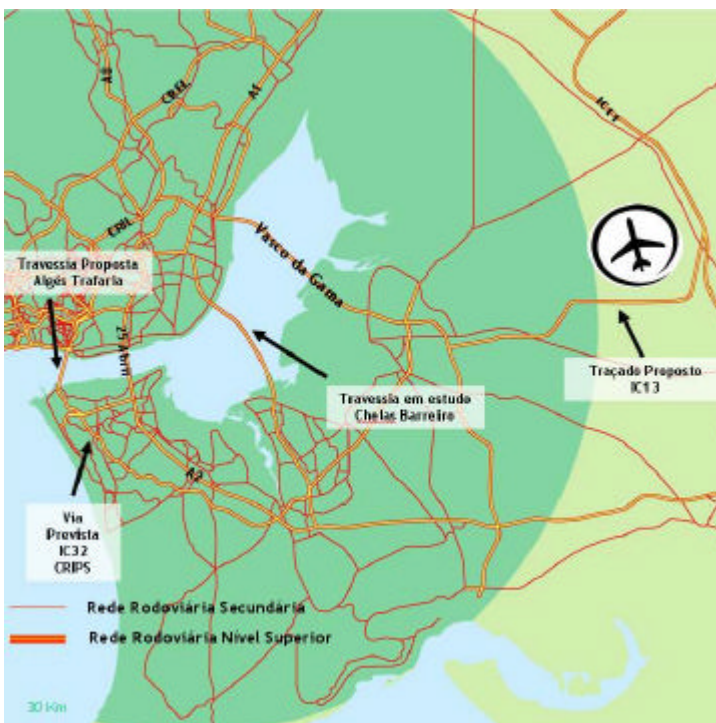 A8
CREL
A1
IC11
CRIL
Vasco da Gama
Travessia Proposta
Algés Trafaria
25 Abril
Traçado Proposto
IC13
Travessia em estudo
Chelas Barreiro
A2
Via
Prevista
IC32
CRIPS
Rede Rodoviária Secundária
Rede Rodoviária Nível Superior
30 Km